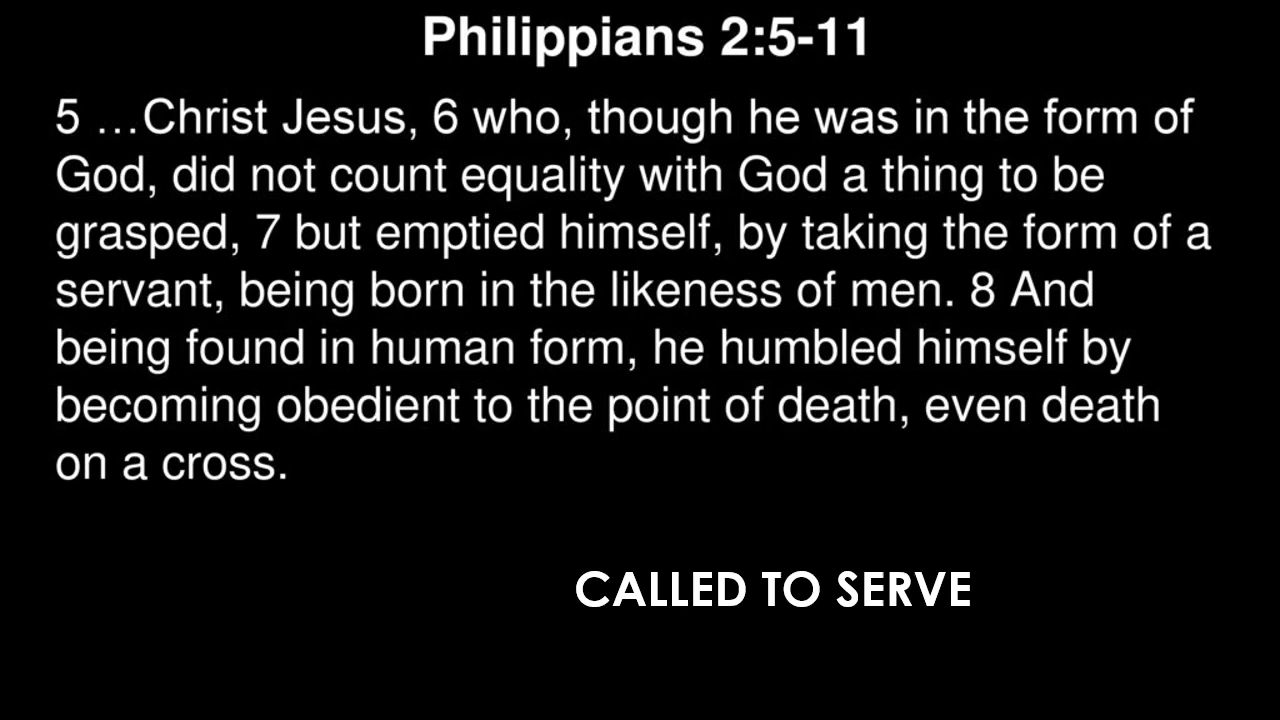 Philippians 2:5-11
5 …Christ Jesus, 6 who, though he was in the form of
God, did not count equality with God a thing to be
grasped, 7 but emptied himself, by taking the form of a
servant, being born in the likeness of men. 8 And
being found in human form, he humbled himself by
becoming obedient to the point of death, even death
on a cross.
CALLED TO SERVE